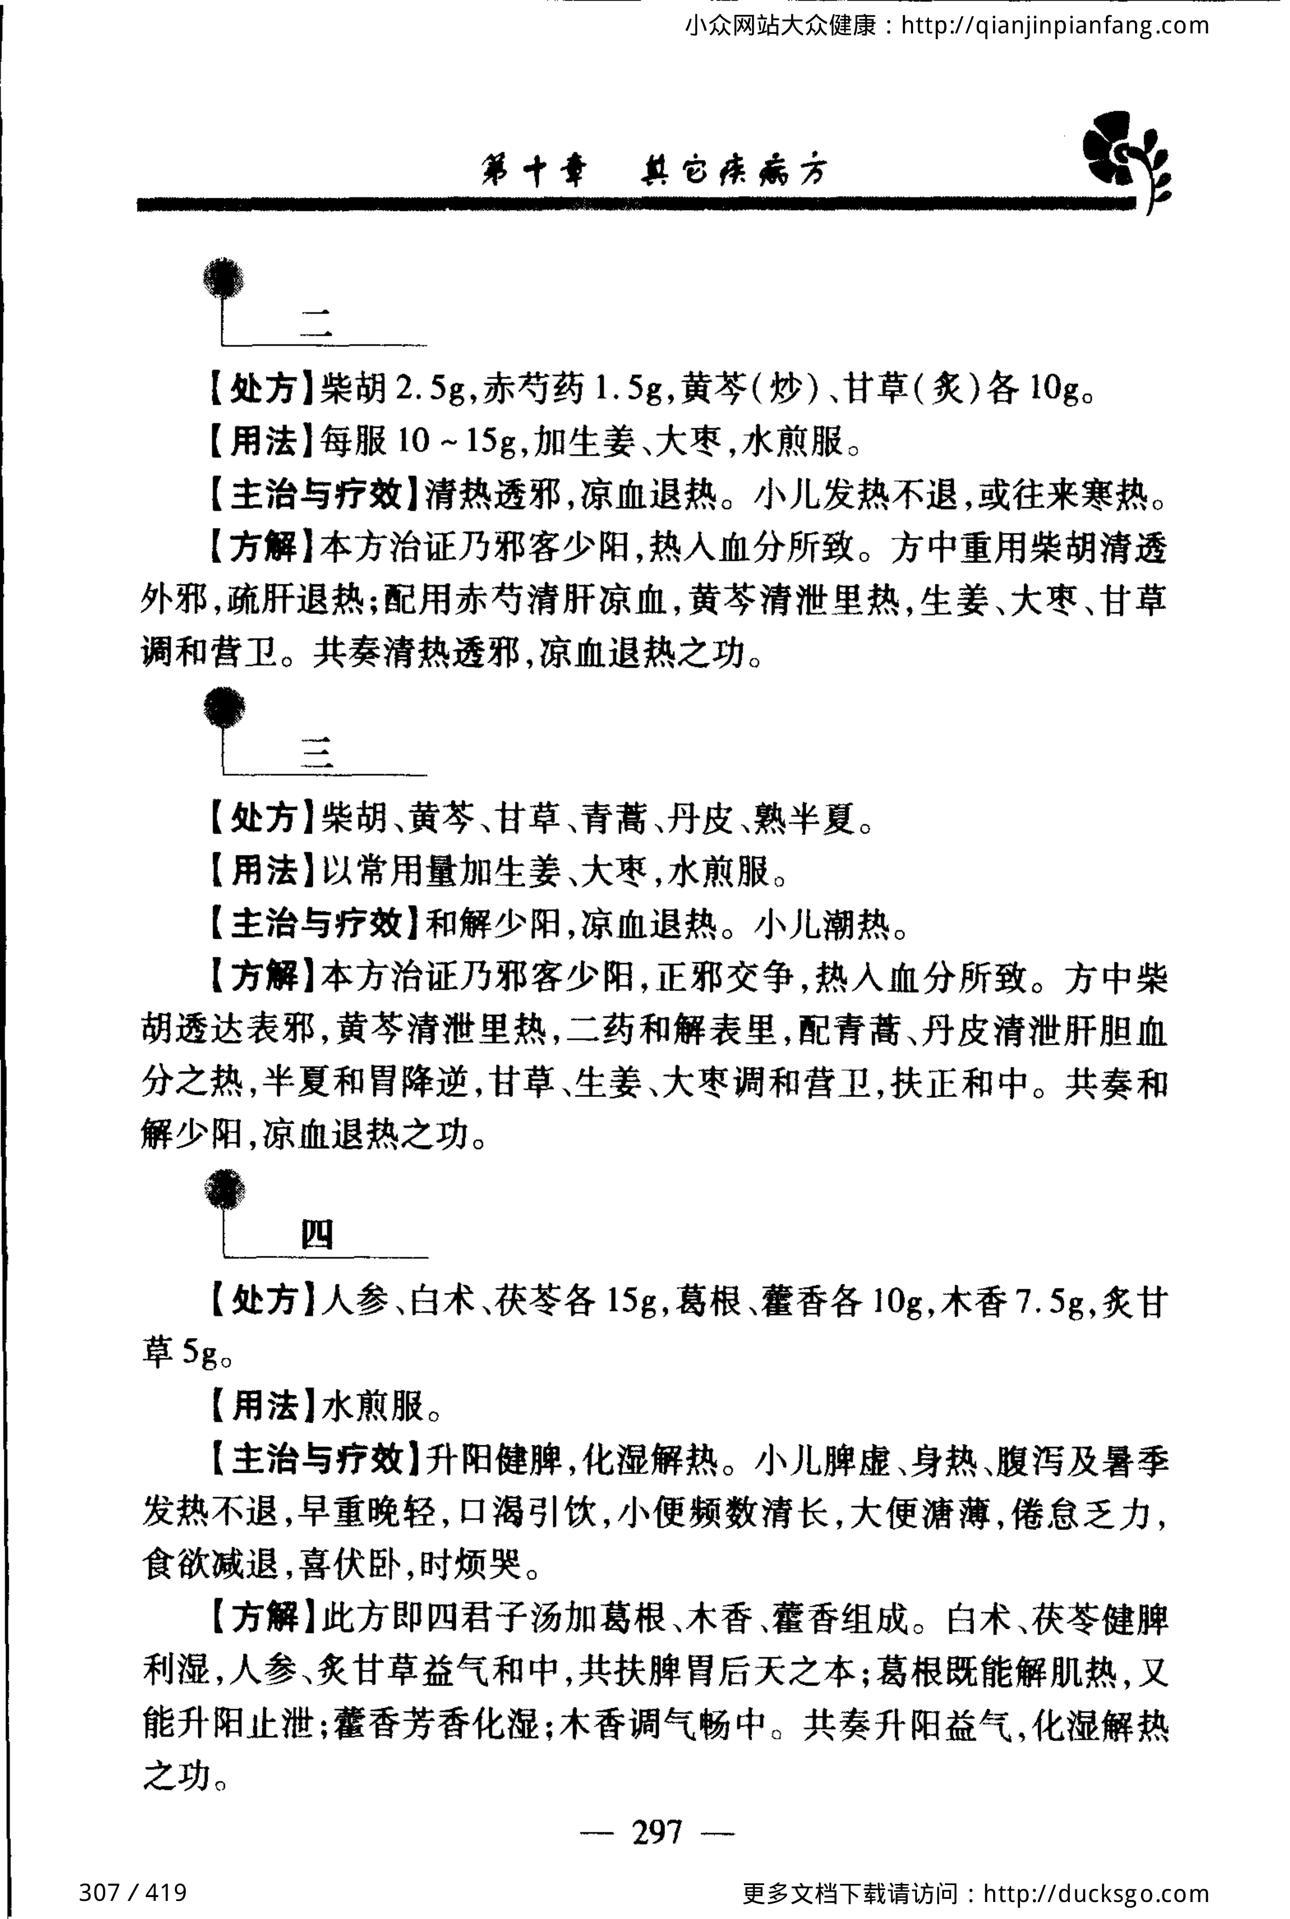 小众网站大众健康：http://qianjinpianfang.com
第十章 其它疾病方
二
【处方】柴胡2.5g,赤芍药1.5g,黄芩(炒)、甘草(炙)各10g。
【用法】每服10~15g,加生姜、大枣,水煎服。
【主治与疗效】清热透邪,凉血退热。小儿发热不退,或往来寒热。
【方解】本方治证乃邪客少阳,热入血分所致。方中重用柴胡清透
外邪,疏肝退热;配用赤芍清肝凉血,黄芩清泄里热,生姜、大枣、甘草
调和营卫。共奏清热透邪,凉血退热之功。
三
【处方】柴胡、黄芩、甘草、青蒿、丹皮、熟半夏。
【用法】以常用量加生姜、大枣,水煎服。
【主治与疗效】和解少阳,凉血退热。小儿潮热。
【方解】本方治证乃邪客少阳,正邪交争,热入血分所致。方中柴
胡透达表邪,黄芩清泄里热,二药和解表里,配青蒿、丹皮清泄肝胆血
分之热,半夏和胃降逆,甘草、生姜、大枣调和营卫,扶正和中。共奏和
解少阳,凉血退热之功。
四
【处方】人参、白术、茯苓各15g,葛根、藿香各10g,木香7.5g,炙甘
草5g。
【用法】水煎服。
【主治与疗效】升阳健脾,化湿解热。小儿脾虚、身热、腹泻及暑季
发热不退,早重晚轻,口渴引饮,小便频数清长,大便溏薄,倦怠乏力,
食欲减退,喜伏卧,时烦哭。
【方解】此方即四君子汤加葛根、木香、藿香组成。白术、茯苓健脾
利湿,人参、炙甘草益气和中,共扶脾胃后天之本;葛根既能解肌热,又
能升阳止泄;藿香芳香化湿;木香调气畅中。共奏升阳益气,化湿解热
之功。
— 297 —
307 / 419
更多文档下载请访问：http://ducksgo.com